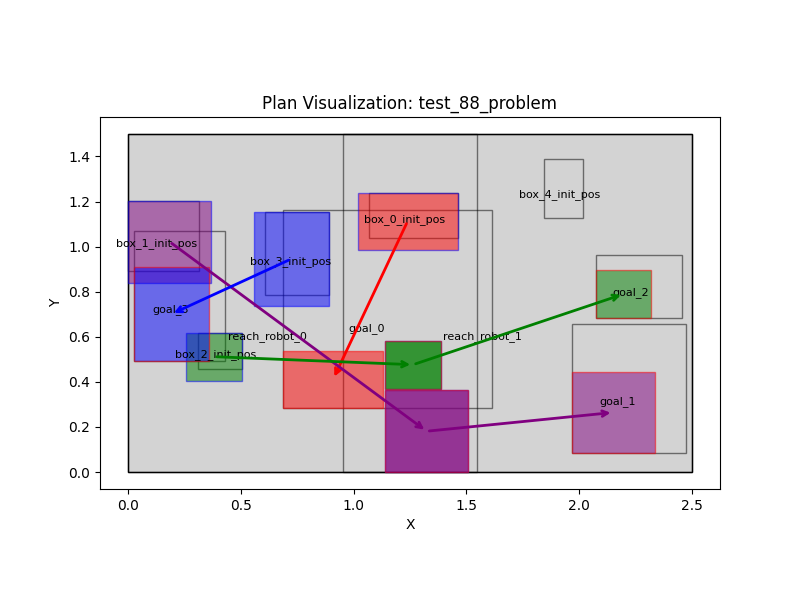 Plan Visualization: test_88_problem
Y
1.4
1.2
1.0
0.8
0.6
0.4
0.2
0.0
box_4_init_pos
box_0_init_pos
box_1_init_pos
box_3_init_pos
goal_2
goal_3
goal_0
reach_robot_0
reach_robot_1
box_2_init_pos
goal_1
0.0
0.5
1.0
1.5
2.0
2.5
X